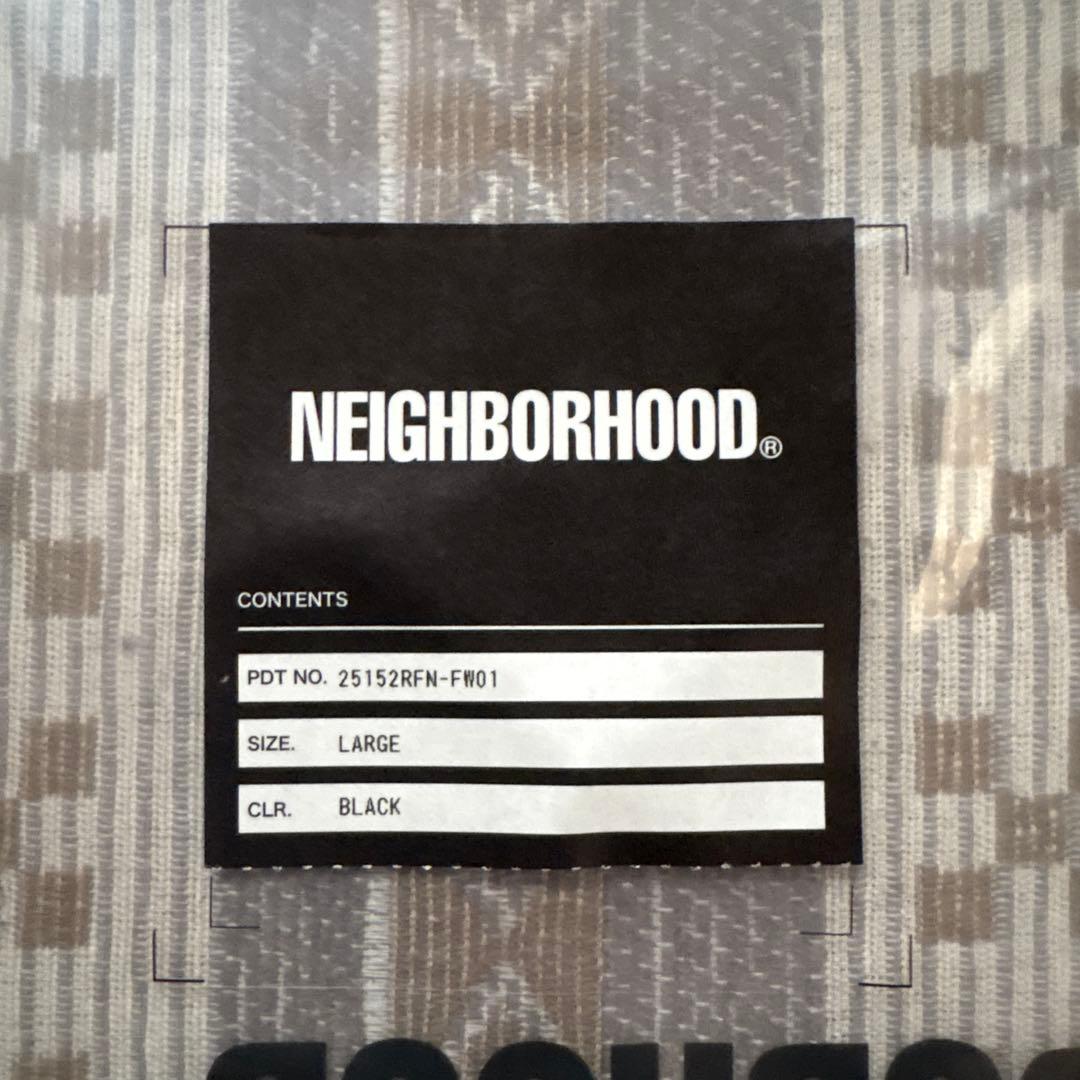 NEIGHBORHOOD®
CONTENTS
PDT NO. 25152RFN-FW01
SIZE. LARGE
CLR. BLACK